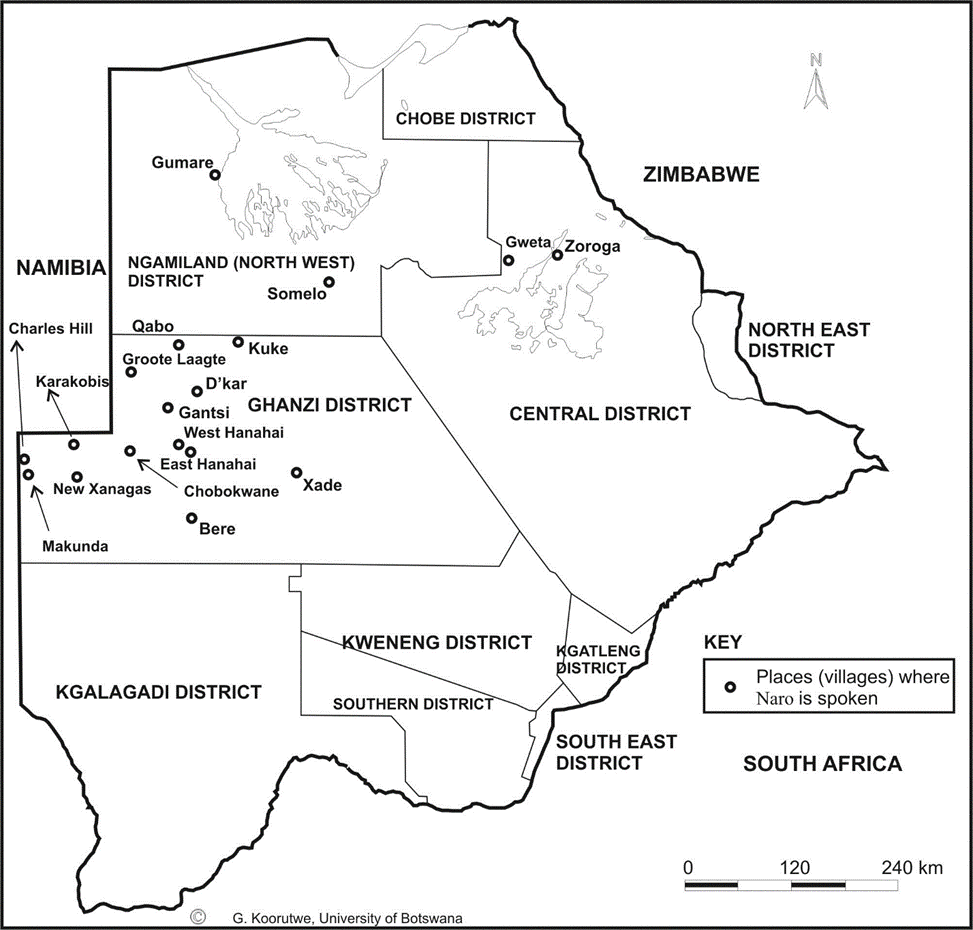 N
CHOBE DISTRICT
ZIMBABWE
Gumare
Gweta
Zoroga
NAMIBIA
NGAMILAND (NORTH WEST)
DISTRICT
Somelo
Charles Hill
Qabo
Kuke
NORTH EAST
DISTRICT
Groote Laagte
Karakobis
D'kar
GHANZI DISTRICT
Gantsi
CENTRAL DISTRICT
West Hanahai
East Hanahai
New Xanagas
Chobokwane
Xade
Bere
Makunda
KWENENG DISTRICT
KGATLENG
DISTRICT
KEY
Places (villages) where
Naro is spoken
KGALAGADI DISTRICT
SOUTHERN DISTRICT
SOUTH EAST
DISTRICT
SOUTH AFRICA
0 120 240 km
© G. Koorutwe, University of Botswana